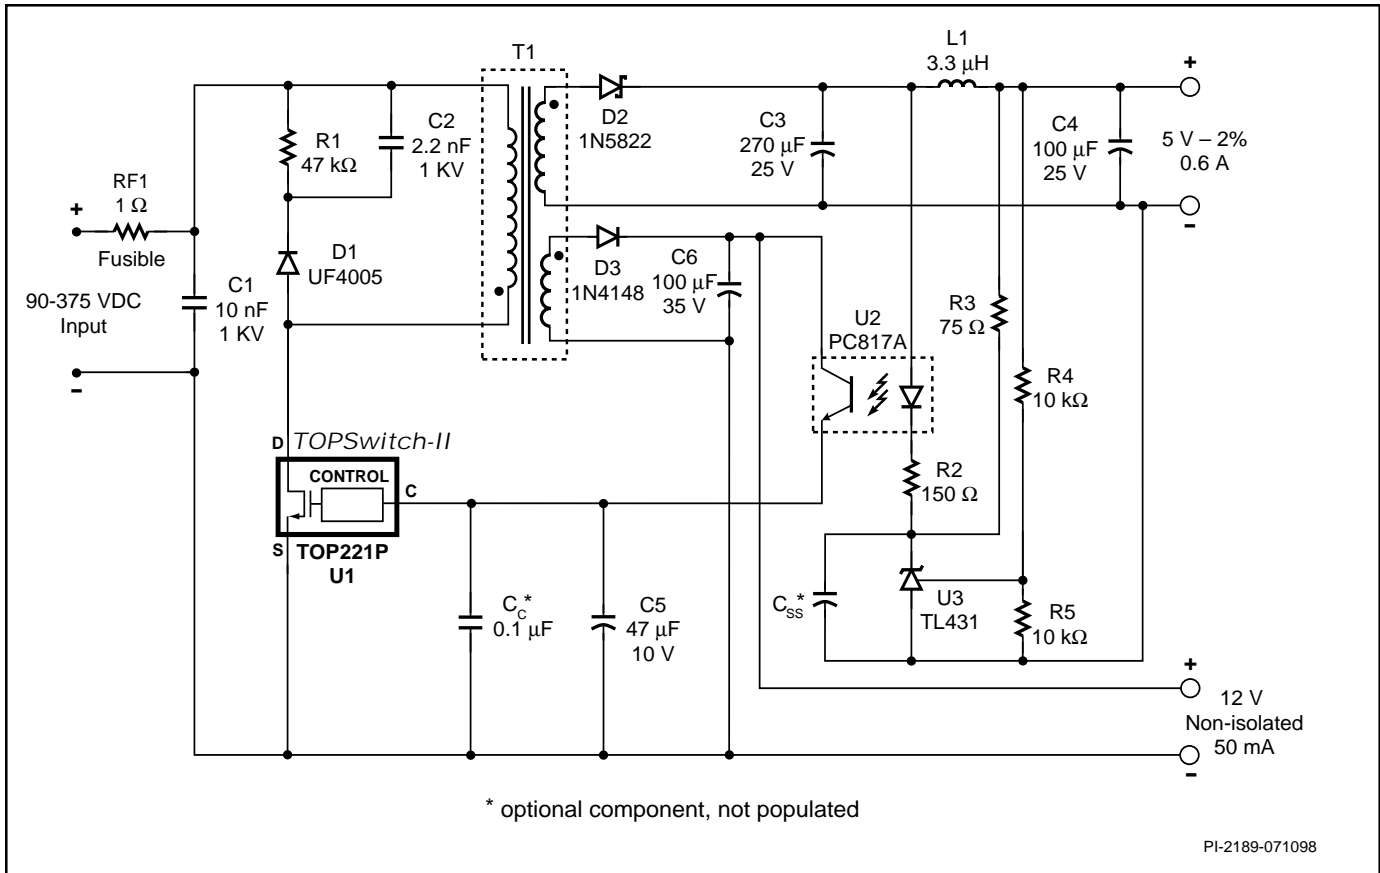 T1
L1
3.3 µH
D2
1N5822
C3
270 µF
25 V
C4
100 µF
25 V
+
5 V – 2%
0.6 A
-
R1
47 kΩ
C2
2.2 nF
1 KV
RF1
1 Ω
+
Fusible
90-375 VDC
Input
-
C1
10 nF
1 KV
D1
UF4005
D3
1N4148
C6
100 µF
35 V
U2
PC817A
R3
75 Ω
R4
10 kΩ
R2
150 Ω
D
TOPSwitch-II
CONTROL
C
S
TOP221P
U1
CC*
0.1 µF
C5
47 µF
10 V
CSS*
U3
TL431
R5
10 kΩ
+
12 V
Non-isolated
50 mA
-
* optional component, not populated
PI-2189-071098